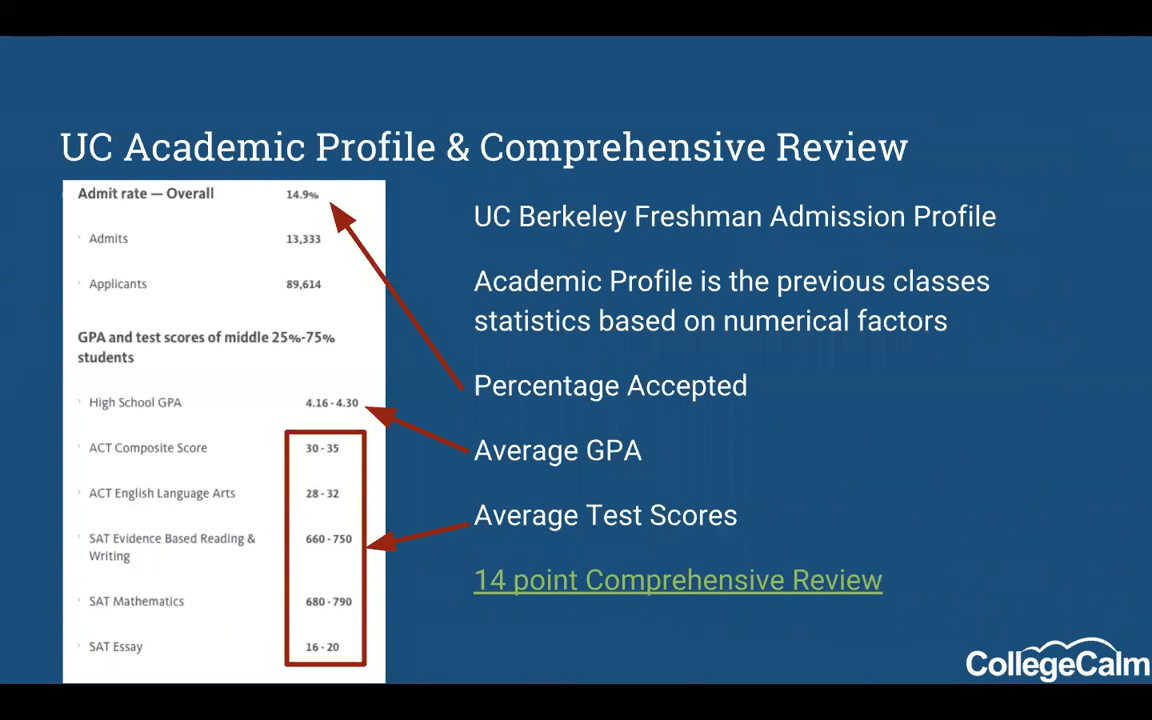 UC Academic Profile & Comprehensive Review
Admit rate — Overall 14.9%
Admits 13,333
Applicants 89,614
GPA and test scores of middle 25%-75%
students
High School GPA 4.16 - 4.30
ACT Composite Score 30 - 35
ACT English Language Arts 28 - 32
SAT Evidence Based Reading & 660 - 750
Writing
SAT Mathematics 680 - 790
SAT Essay 16 - 20
UC Berkeley Freshman Admission Profile
Academic Profile is the previous classes
statistics based on numerical factors
Percentage Accepted
Average GPA
Average Test Scores
14 point Comprehensive Review
CollegeCalm